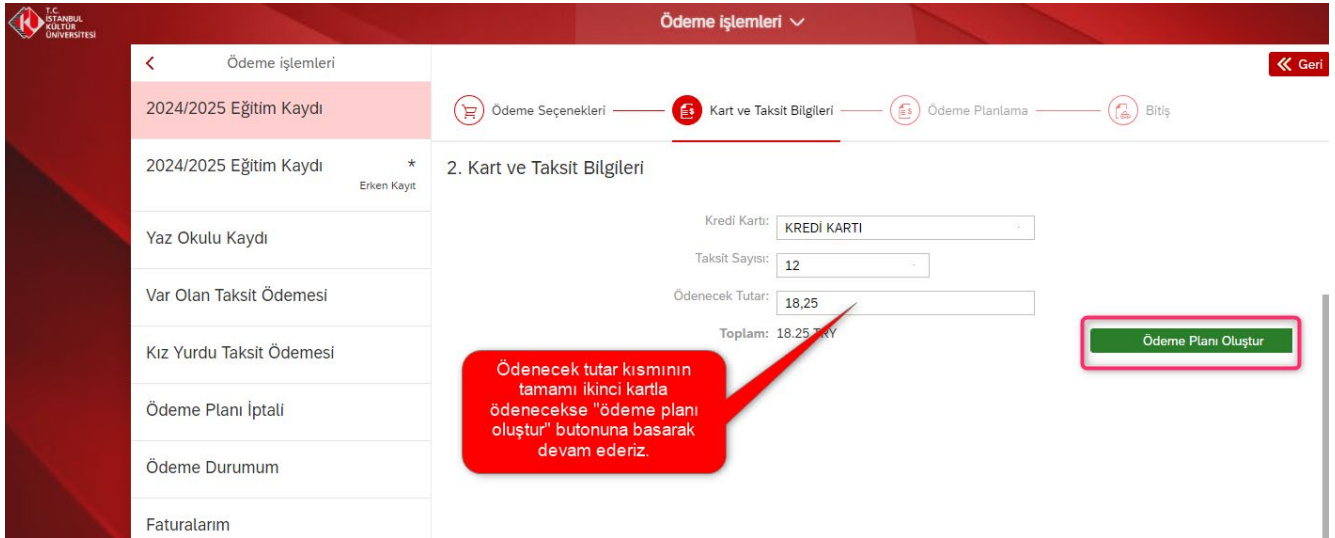 T.C.
İSTANBUL
KÜLTÜR
ÜNİVERSİTESİ
Ödeme işlemleri
Ödeme işlemleri
Geri
2024/2025 Eğitim Kaydı
Ödeme Seçenekleri
Kart ve Taksit Bilgileri
Ödeme Planlama
Bitiş
2024/2025 Eğitim Kaydı *
Erken Kayıt
2. Kart ve Taksit Bilgileri
Yaz Okulu Kaydı
Kredi Kartı: KREDİ KARTI
Taksit Sayısı: 12
Var Olan Taksit Ödemesi
Ödenecek Tutar: 18,25
Toplam: 18.25 TRY
Ödeme Planı Oluştur
Kız Yurdu Taksit Ödemesi
Ödenecek tutar kısmının
tamamı ikinci kartla
ödenecekse "ödeme planı
oluştur" butonuna basarak
devam ederiz.
Ödeme Planı İptali
Ödeme Durumum
Faturalarım